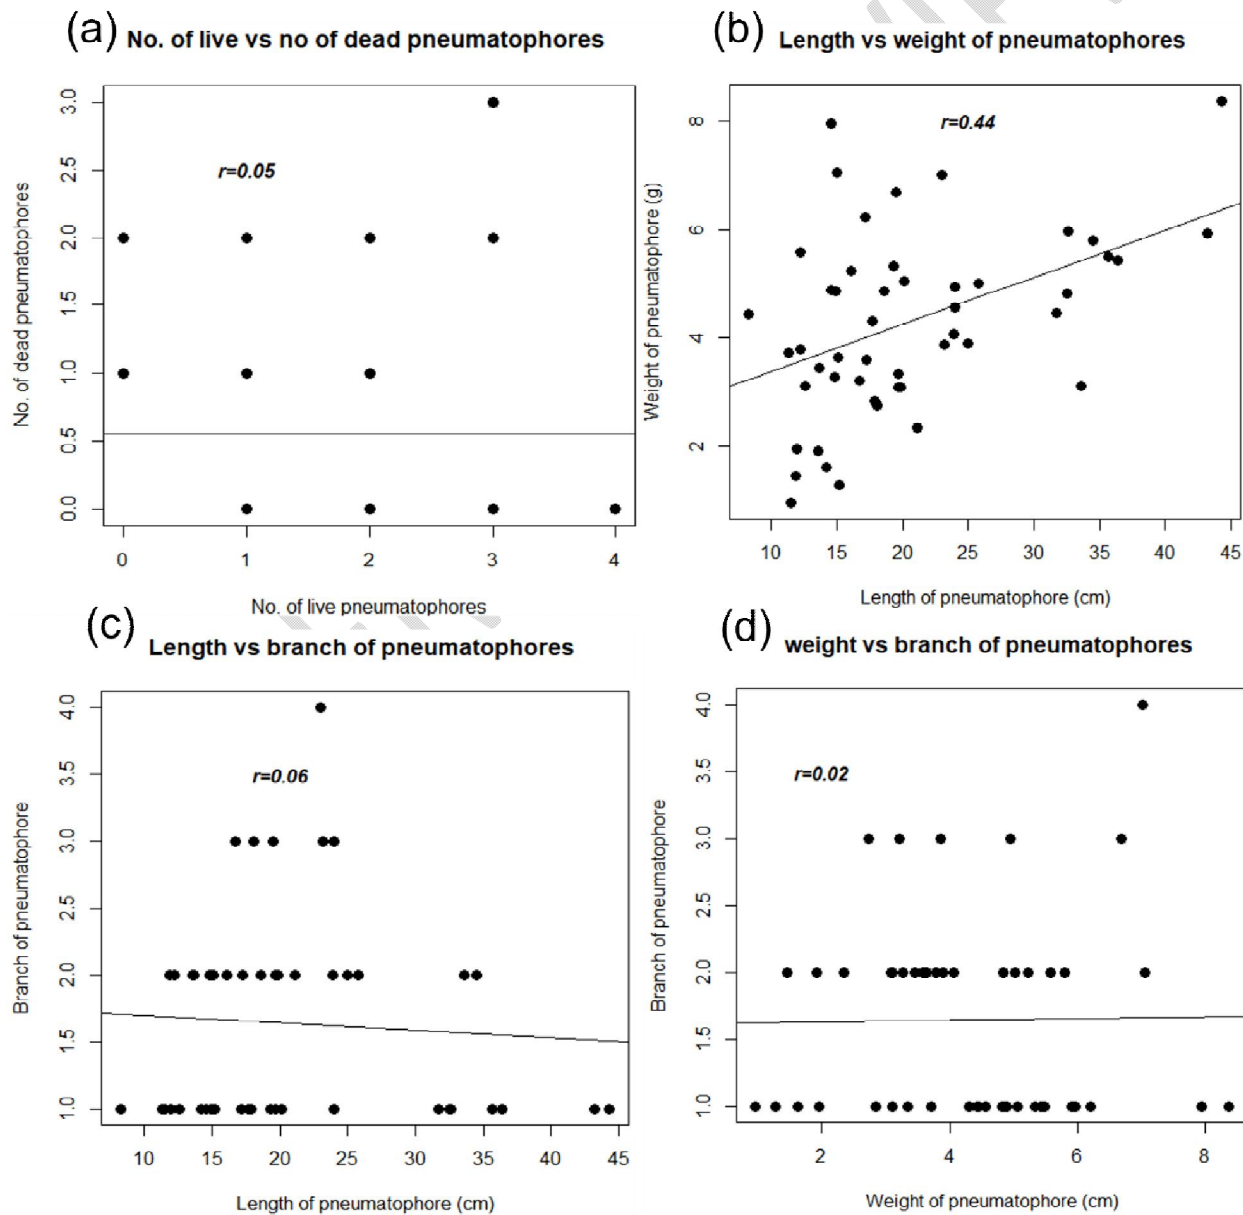 (a) No. of live vs no of dead pneumatophores
r=0.05
No. of dead pneumatophores
0.0 0.5 1.0 1.5 2.0 2.5 3.0
0 1 2 3 4
No. of live pneumatophores
(b) Length vs weight of pneumatophores
r=0.44
Weight of pneumatophore (g)
2 4 6 8
10 15 20 25 30 35 40 45
Length of pneumatophore (cm)
(c) Length vs branch of pneumatophores
r=0.06
Branch of pneumatophore
1.0 1.5 2.0 2.5 3.0 3.5 4.0
10 15 20 25 30 35 40 45
Length of pneumatophore (cm)
(d) weight vs branch of pneumatophores
r=0.02
Branch of pneumatophore
1.0 1.5 2.0 2.5 3.0 3.5 4.0
2 4 6 8
Weight of pneumatophore (cm)